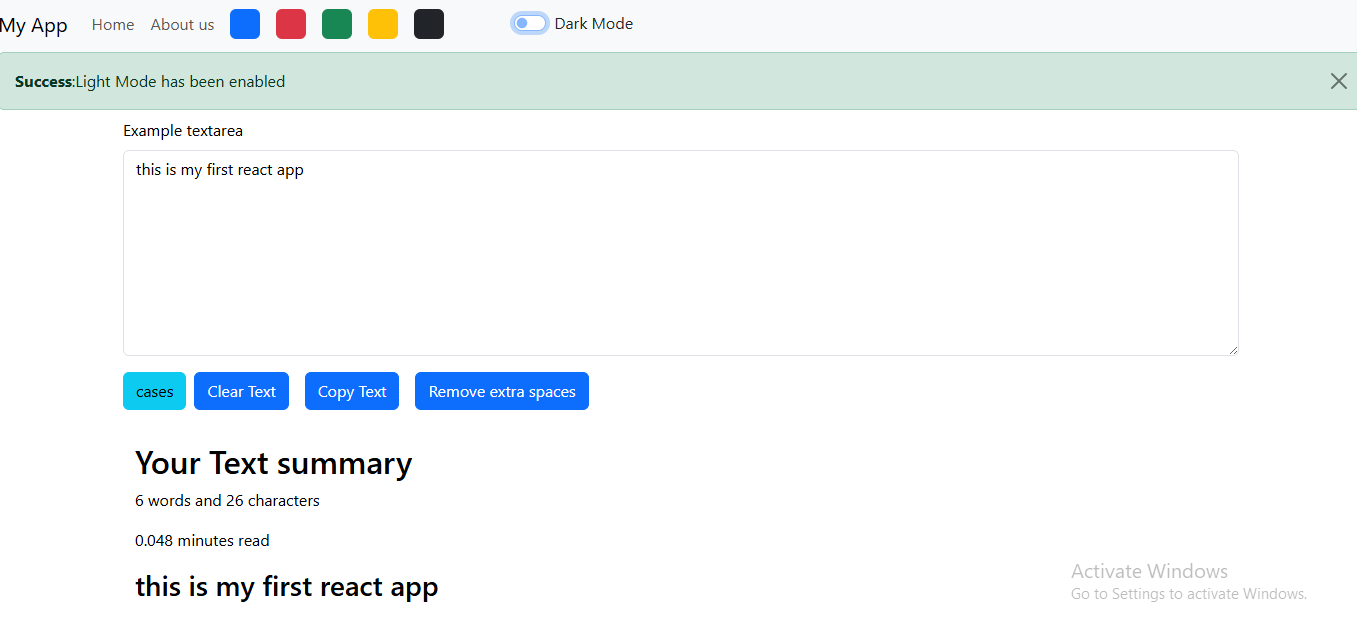 My App Home About us Dark Mode
Success:Light Mode has been enabled
Example textarea
this is my first react app
cases Clear Text Copy Text Remove extra spaces
Your Text summary
6 words and 26 characters
0.048 minutes read
this is my first react app
Activate Windows
Go to Settings to activate Windows.